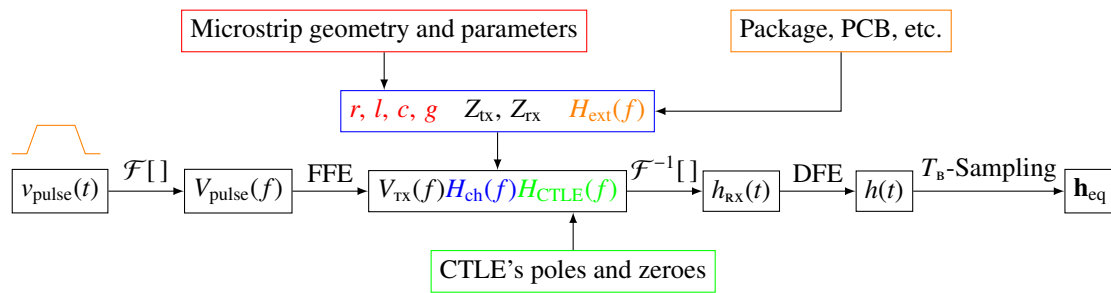 Microstrip geometry and parameters
Package, PCB, etc.
r, l, c, g Z_tx, Z_rx H_ext(f)
v_pulse(t)
ℱ[ ]
V_pulse(f)
FFE
V_TX(f)H_ch(f)H_CTLE(f)
ℱ⁻¹[ ]
h_RX(t)
DFE
h(t)
T_B-Sampling
h_eq
CTLE's poles and zeroes